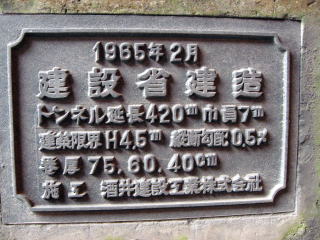 1965年2月
建設省建造
トンネル延長420m巾員7m
建築限界H4.5m 縦断勾配0.5%
巻厚75.60.40cm
施工 酒井建設工業株式会社